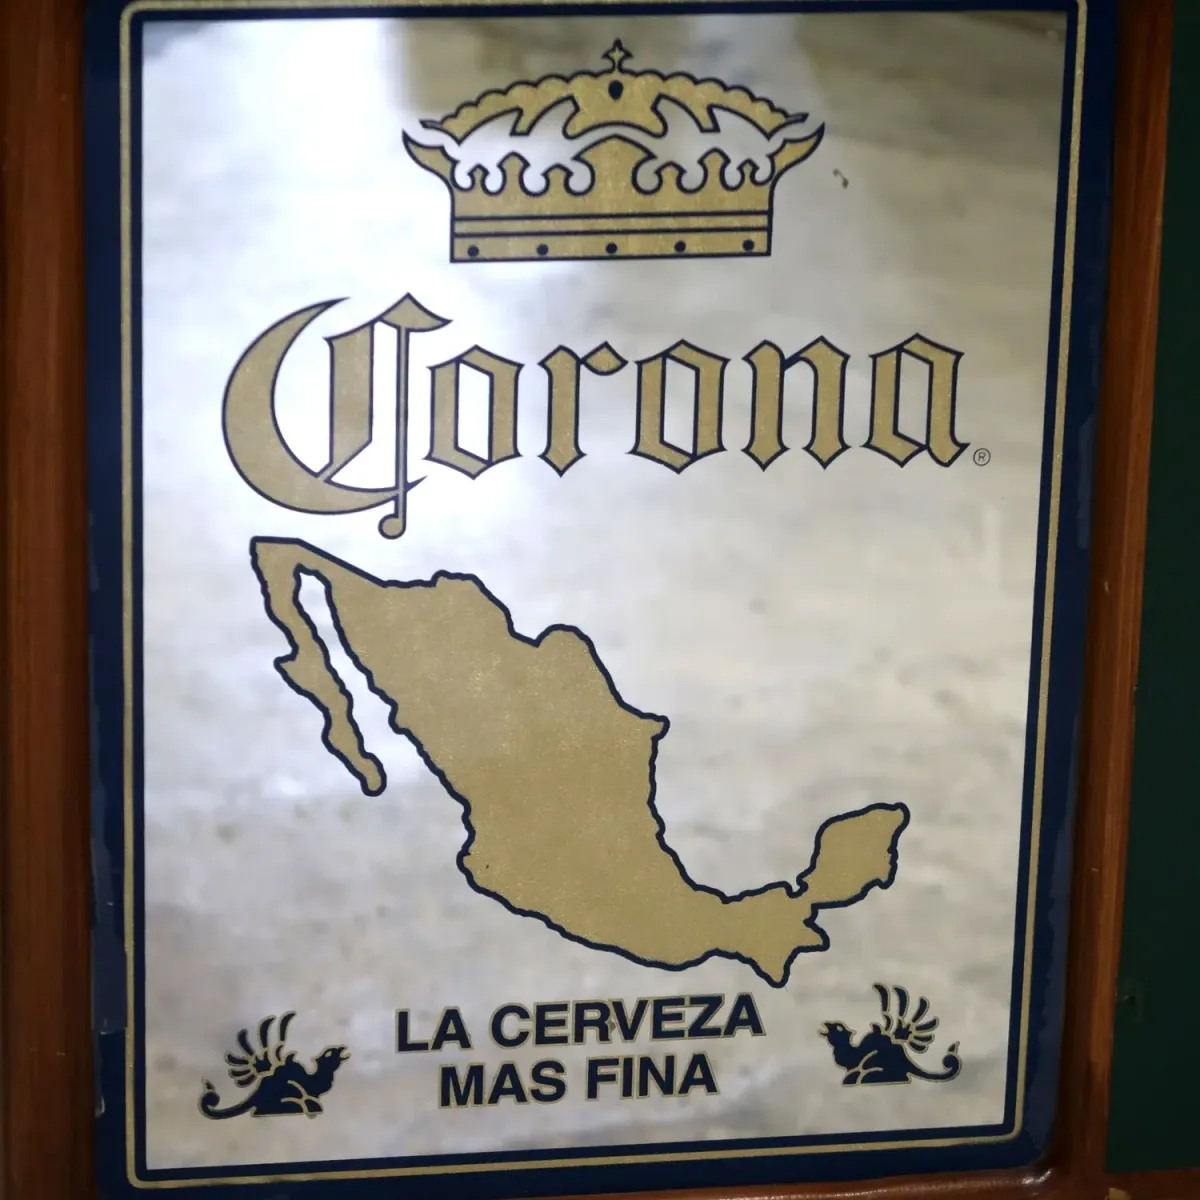 Corona®
LA CERVEZA
MAS FINA